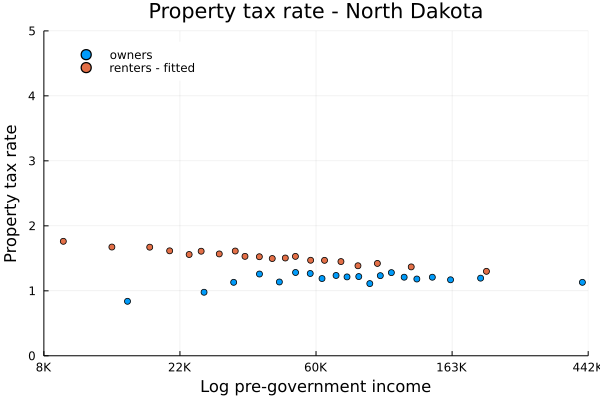 Property tax rate - North Dakota
owners
renters - fitted
Property tax rate
5
4
3
2
1
0
8K 22K 60K 163K 442K
Log pre-government income